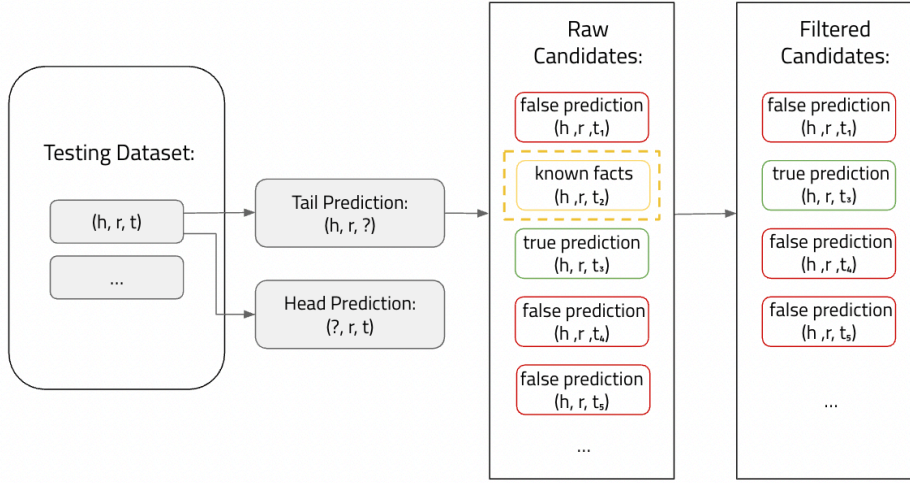 Testing Dataset:
(h, r, t)
...
Tail Prediction:
(h, r, ?)
Head Prediction:
(?, r, t)
Raw
Candidates:
false prediction
(h ,r ,t₁)
known facts
(h ,r, t₂)
true prediction
(h, r, t₃)
false prediction
(h ,r ,t₄)
false prediction
(h, r, t₅)
...
Filtered
Candidates:
false prediction
(h ,r ,t₁)
true prediction
(h, r, t₃)
false prediction
(h ,r ,t₄)
false prediction
(h ,r, t₅)
...